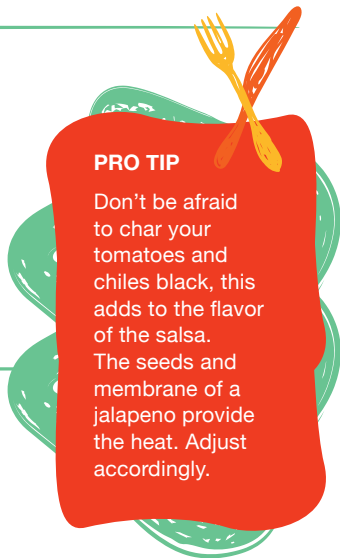 PRO TIP
Don't be afraid
to char your
tomatoes and
chiles black, this
adds to the flavor
of the salsa.
The seeds and
membrane of a
jalapeno provide
the heat. Adjust
accordingly.